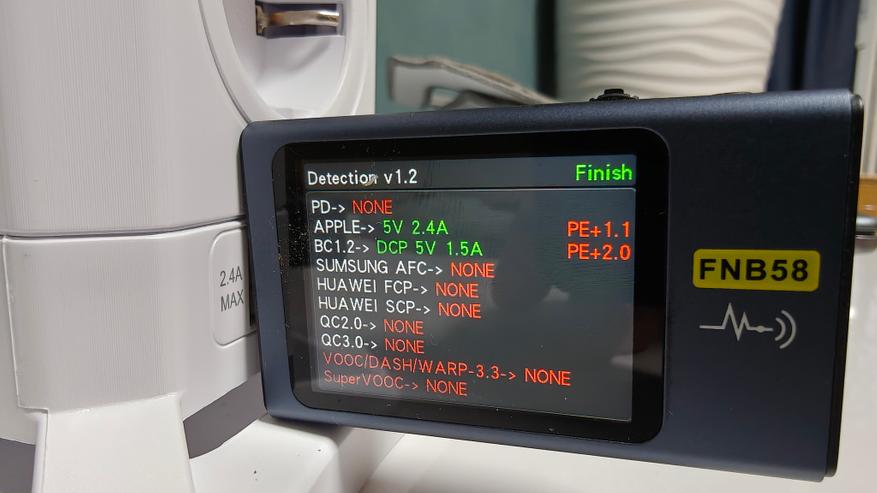 2.4A
MAX
Detection v1.2
Finish
PD-> NONE
APPLE-> 5V 2.4A
PE+1.1
BC1.2-> DCP 5V 1.5A
PE+2.0
SUMSUNG AFC-> NONE
HUAWEI FCP-> NONE
HUAWEI SCP-> NONE
QC2.0-> NONE
QC3.0-> NONE
VOOC/DASH/WARP-3.3-> NONE
SuperVOOC-> NONE
FNB58